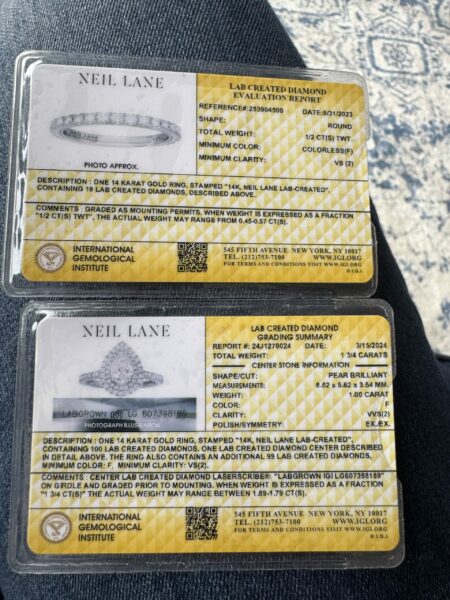 NEIL LANE
NEIL LANE
PHOTO APPROX.
LAB CREATED DIAMOND
EVALUATION REPORT
REFERENCE#:253904500 DATE:8/31/2023
SHAPE: ROUND
TOTAL WEIGHT: 1/2 CT(S) TWT
MINIMUM COLOR: COLORLESS(F)
MINIMUM CLARITY: VS (2)
DESCRIPTION : ONE 14 KARAT GOLD RING, STAMPED "14K, NEIL LANE LAB-CREATED",
CONTAINING 19 LAB CREATED DIAMONDS, DESCRIBED ABOVE.
COMMENTS : GRADED AS MOUNTING PERMITS, WHEN WEIGHT IS EXPRESSED AS A FRACTION
"1/2 CT(S) TWT", THE ACTUAL WEIGHT MAY RANGE FROM 0.45-0.57 CT(S).
INTERNATIONAL
GEMOLOGICAL
INSTITUTE
545 FIFTH AVENUE NEW YORK, NY 10017
TEL. (212)753-7100 WWW.IGI.ORG
FOR TERMS AND CONDITIONS VISIT WWW.IGI.ORG
© I.G.I.
NEIL LANE
LABGROWN IGI LG 607398189
PHOTOGRAPH ILLUSTRATION
LAB CREATED DIAMOND
GRADING SUMMARY
REPORT #: 24J1270024 DATE: 3/15/2024
TOTAL WEIGHT: 1 3/4 CARATS
CENTER STONE INFORMATION
SHAPE/CUT: PEAR BRILLIANT
MEASUREMENTS: 8.52 x 5.62 x 3.54 MM.
WEIGHT: 1.00 CARAT
COLOR: F
CLARITY: VVS(2)
POLISH/SYMMETRY: EX./EX.
DESCRIPTION : ONE 14 KARAT GOLD RING, STAMPED "14K, NEIL LANE LAB-CREATED",
CONTAINING 100 LAB CREATED DIAMONDS. ONE LAB CREATED DIAMOND CENTER DESCRIBED
IN DETAIL ABOVE. THE RING ALSO CONTAINS AN ADDITIONAL 99 LAB CREATED DIAMONDS,
MINIMUM COLOR: F, MINIMUM CLARITY: VS(2).
COMMENTS : CENTER LAB CREATED DIAMOND LASERSCRIBE® "LABGROWN IGI LG607398189"
ON GIRDLE AND GRADED PRIOR TO MOUNTING. WHEN WEIGHT IS EXPRESSED AS A FRACTION
"1 3/4 CT(S)" THE ACTUAL WEIGHT MAY RANGE BETWEEN 1.69-1.79 CT(S).
INTERNATIONAL
GEMOLOGICAL
INSTITUTE
545 FIFTH AVENUE NEW YORK, NY 10017
TEL. (212)753-7100 WWW.IGI.ORG
FOR TERMS AND CONDITIONS VISIT WWW.IGI.ORG
© I.G.I.